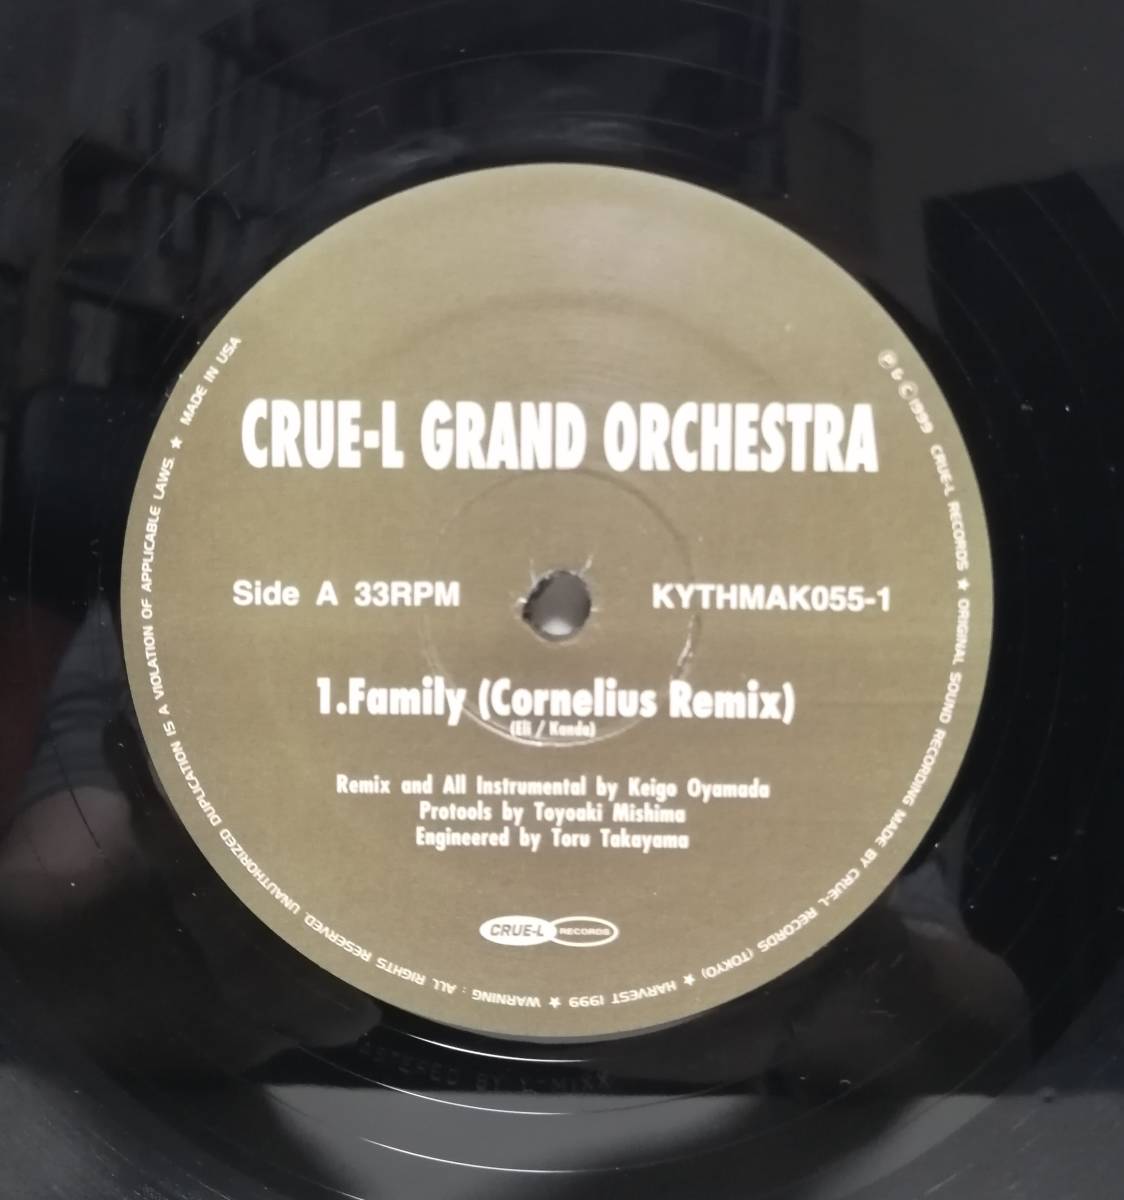 CRUE-L GRAND ORCHESTRA
Side A 33RPM
KYTHMAK055-1
1.Family (Cornelius Remix)
(Eli / Kanda)
Remix and All Instrumental by Keigo Oyamada
Protools by Toyoaki Mishima
Engineered by Toru Takayama
CRUE-L RECORDS
Ⓟ & Ⓒ 1999 CRUE-L RECORDS ★ ORIGINAL SOUND RECORDING MADE BY CRUE-L RECORDS (TOKYO) ★ HARVEST 1999 ★ WARNING : ALL RIGHTS RESERVED. UNAUTHORIZED DUPLICATION IS A VIOLATION OF APPLICABLE LAWS. ★ MADE IN USA